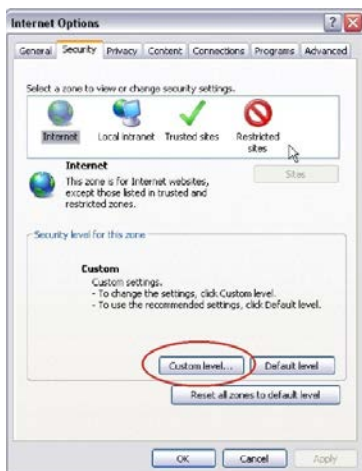 Internet Options
General Security Privacy Content Connections Programs Advanced
Select a zone to view or change security settings.
Internet Local intranet Trusted sites Restricted sites
Internet
Sites
This zone is for Internet websites,
except those listed in trusted and
restricted zones.
Security level for this zone
Custom
Custom settings.
- To change the settings, click Custom level.
- To use the recommended settings, click Default level.
Custom level... Default level
Reset all zones to default level
OK Cancel Apply